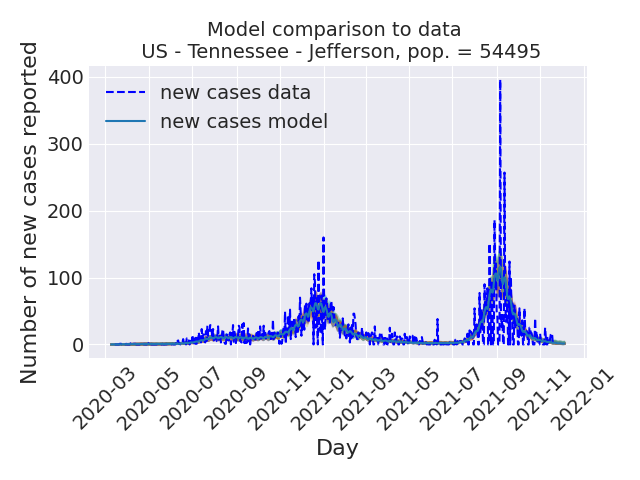 Model comparison to data
US - Tennessee - Jefferson, pop. = 54495
Number of new cases reported
400
300
200
100
0
new cases data
new cases model
2020-03
2020-05
2020-07
2020-09
2020-11
2021-01
2021-03
2021-05
2021-07
2021-09
2021-11
2022-01
Day